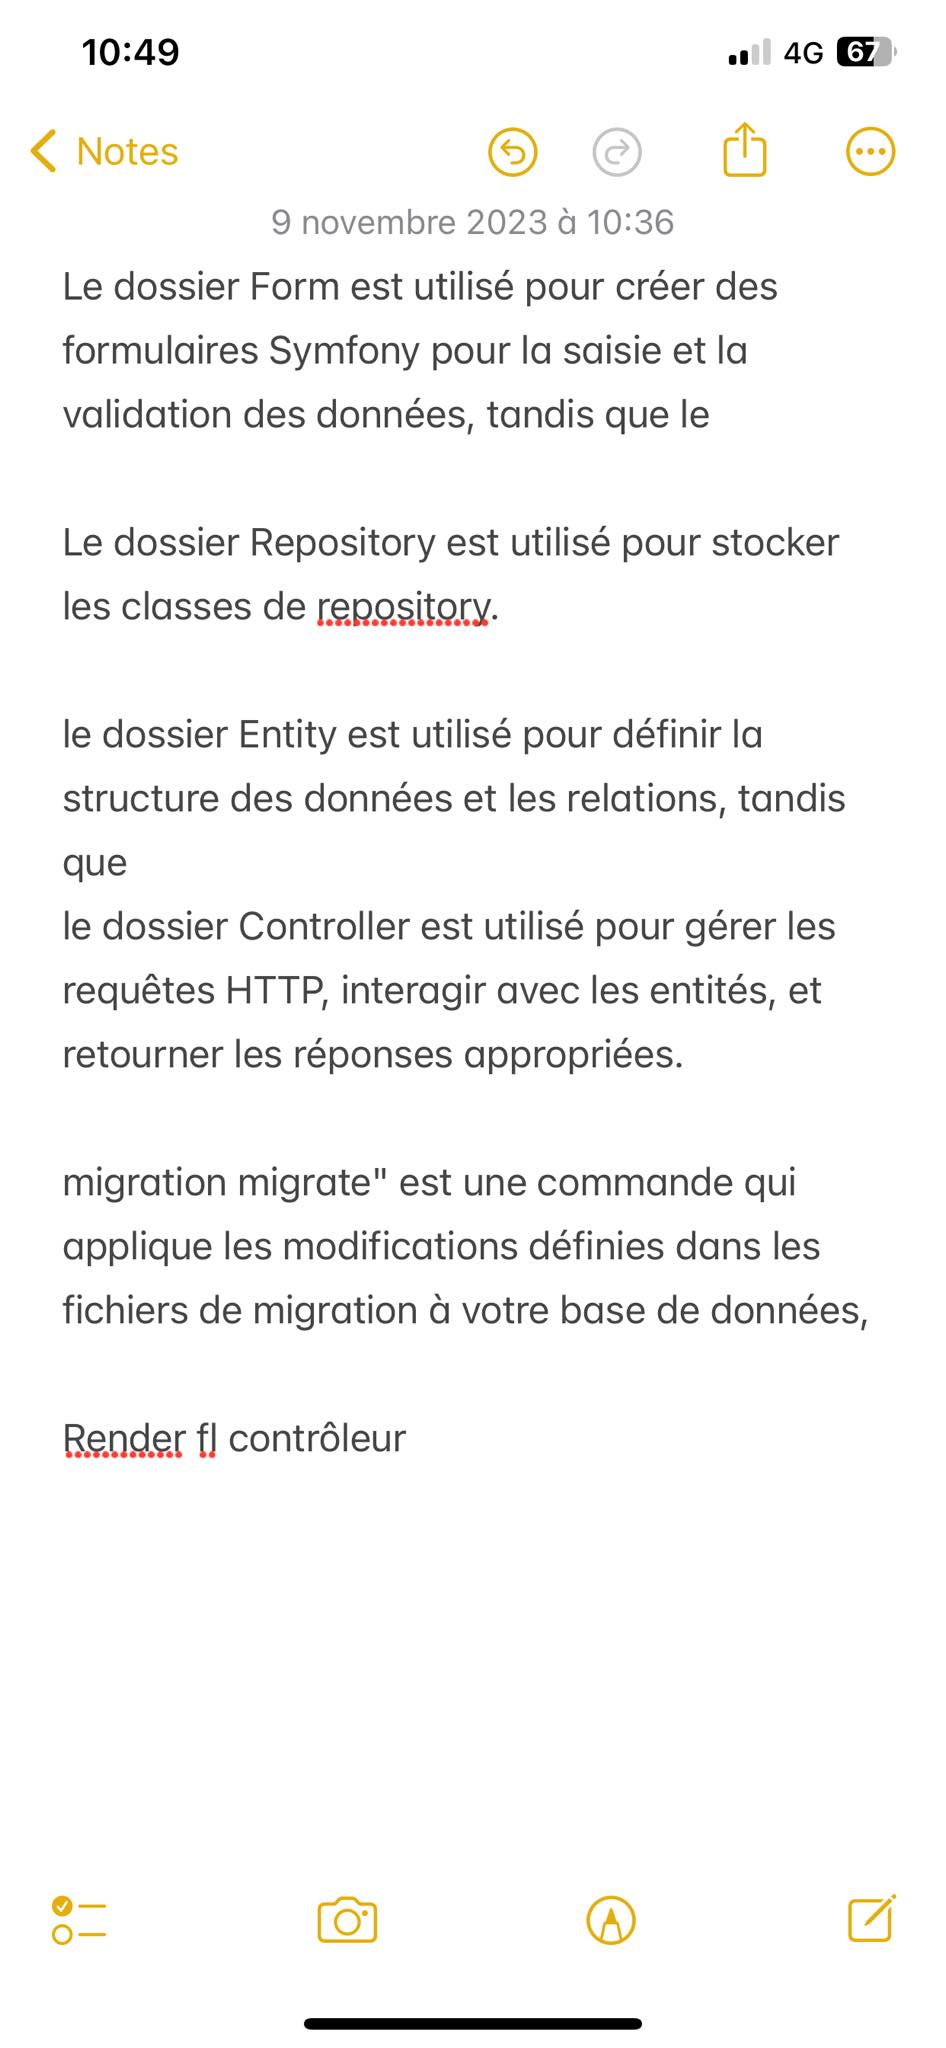 10:49
4G
67
Notes
9 novembre 2023 à 10:36
Le dossier Form est utilisé pour créer des
formulaires Symfony pour la saisie et la
validation des données, tandis que le
Le dossier Repository est utilisé pour stocker
les classes de repository.
le dossier Entity est utilisé pour définir la
structure des données et les relations, tandis
que
le dossier Controller est utilisé pour gérer les
requêtes HTTP, interagir avec les entités, et
retourner les réponses appropriées.
migration migrate" est une commande qui
applique les modifications définies dans les
fichiers de migration à votre base de données,
Render fl contrôleur